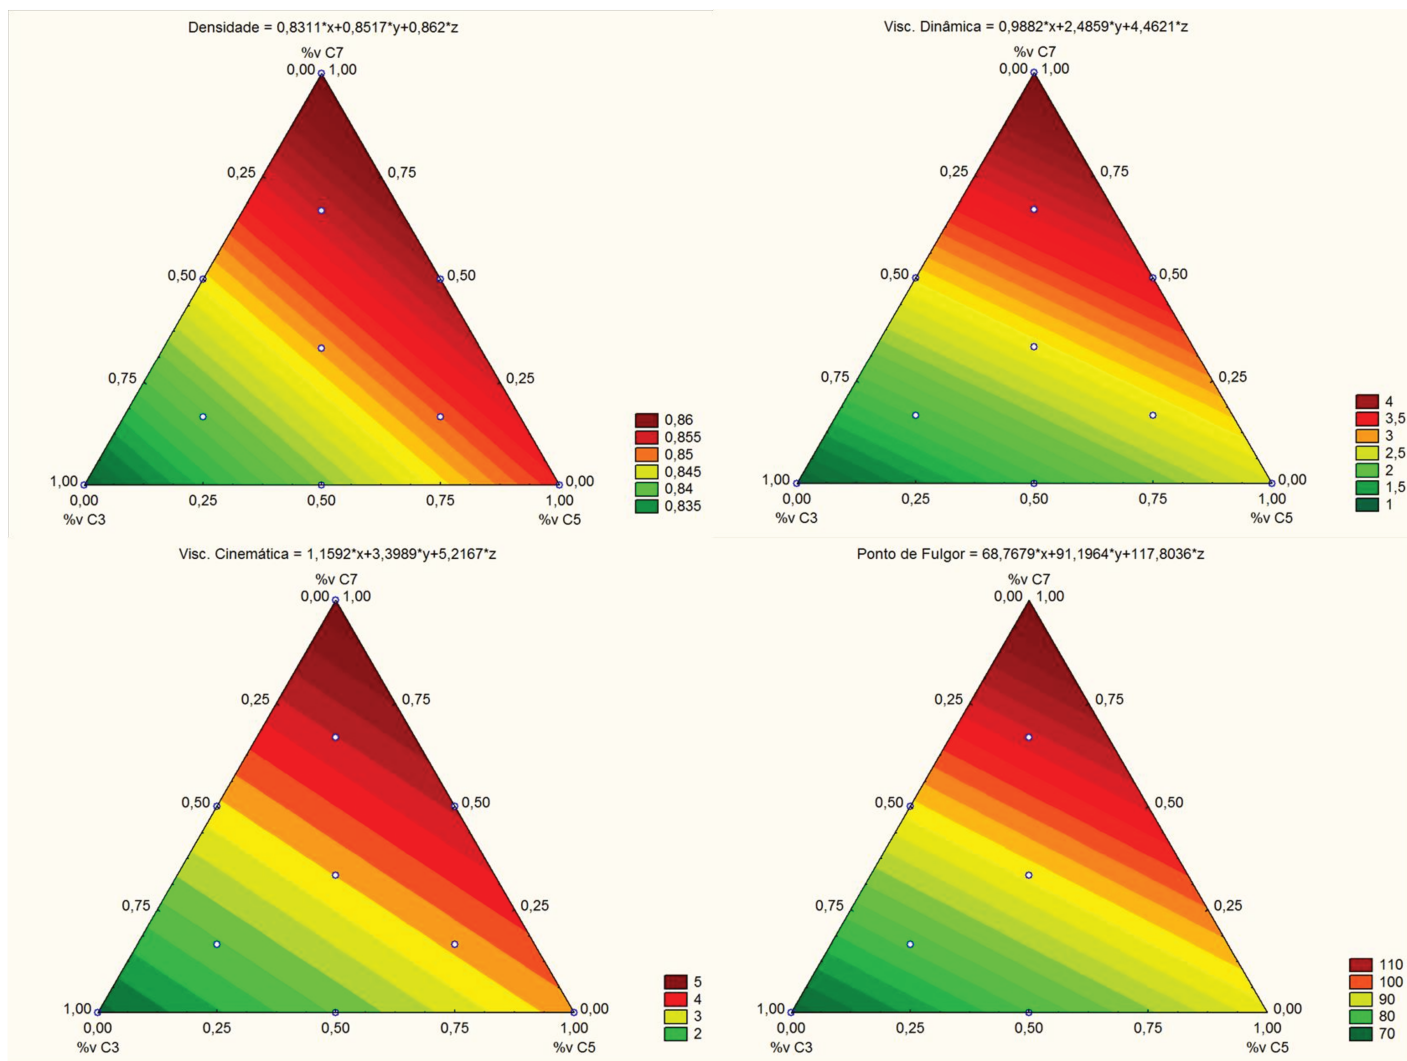 Densidade = 0,8311*x+0,8517*y+0,862*z
%v C7
0,00 1,00
0,25 0,75
0,50 0,50
0,75 0,25
1,00 0,00
0,00 0,25 0,50 0,75 1,00
%v C3 %v C5
0,86
0,855
0,85
0,845
0,84
0,835
Visc. Dinâmica = 0,9882*x+2,4859*y+4,4621*z
%v C7
0,00 1,00
0,25 0,75
0,50 0,50
0,75 0,25
1,00 0,00
0,00 0,25 0,50 0,75 1,00
%v C3 %v C5
4
3,5
3
2,5
2
1,5
1
Visc. Cinemática = 1,1592*x+3,3989*y+5,2167*z
%v C7
0,00 1,00
0,25 0,75
0,50 0,50
0,75 0,25
1,00 0,00
0,00 0,25 0,50 0,75 1,00
%v C3 %v C5
5
4
3
2
Ponto de Fulgor = 68,7679*x+91,1964*y+117,8036*z
%v C7
0,00 1,00
0,25 0,75
0,50 0,50
0,75 0,25
1,00 0,00
0,00 0,25 0,50 0,75 1,00
%v C3 %v C5
110
100
90
80
70